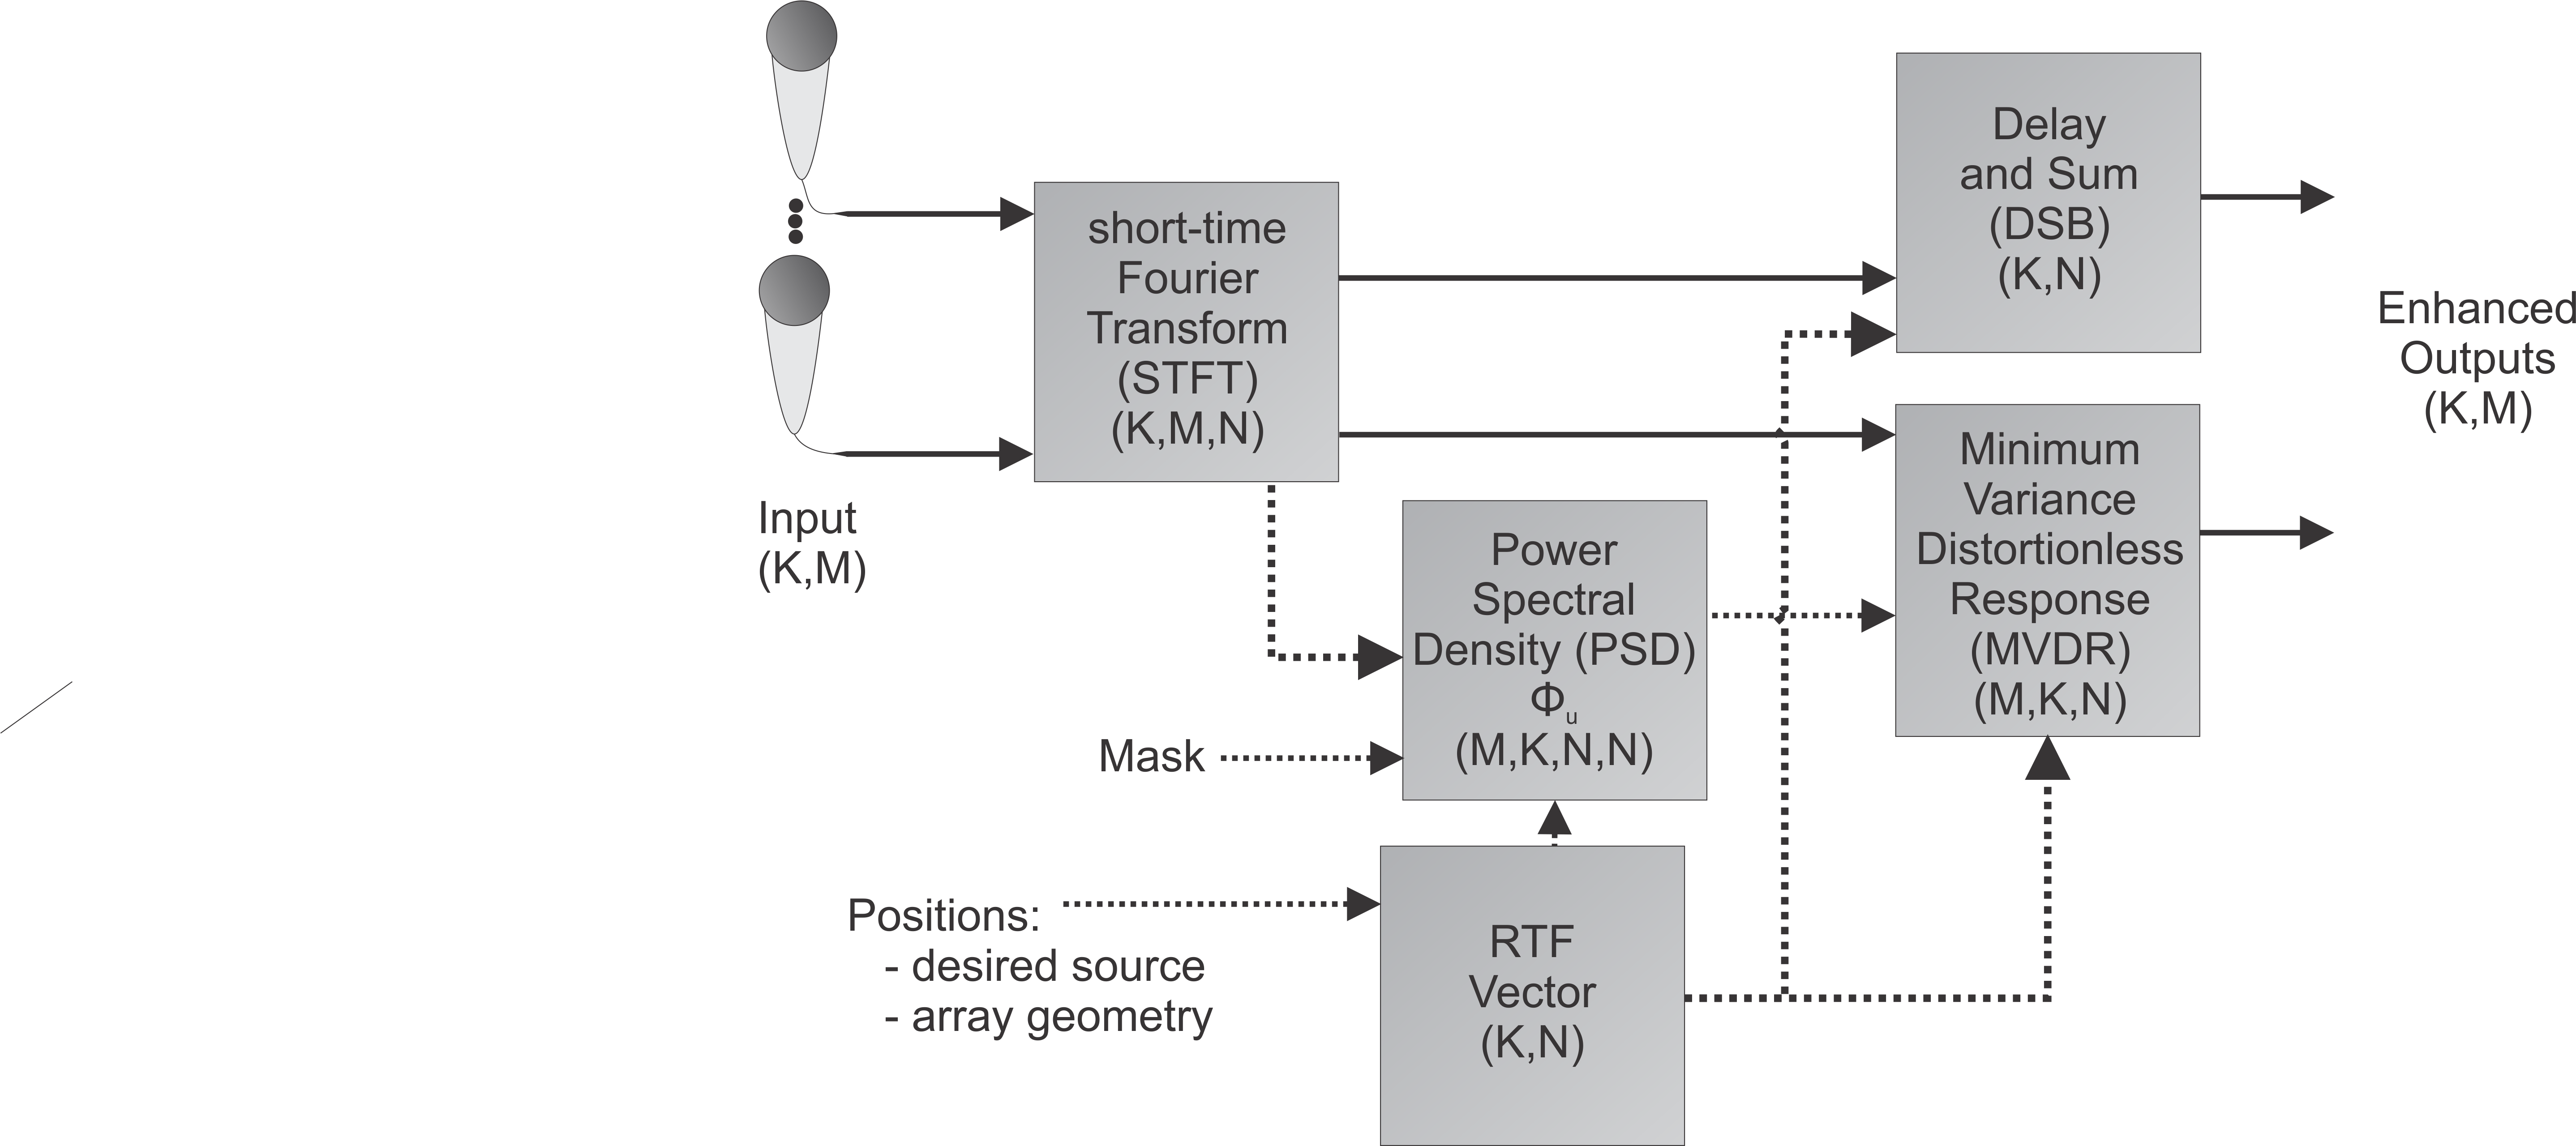 Input
(K,M)
short-time
Fourier
Transform
(STFT)
(K,M,N)
Mask
Positions:
- desired source
- array geometry
Power
Spectral
Density (PSD)
Φu
(M,K,N,N)
RTF
Vector
(K,N)
Delay
and Sum
(DSB)
(K,N)
Minimum
Variance
Distortionless
Response
(MVDR)
(M,K,N)
Enhanced
Outputs
(K,M)